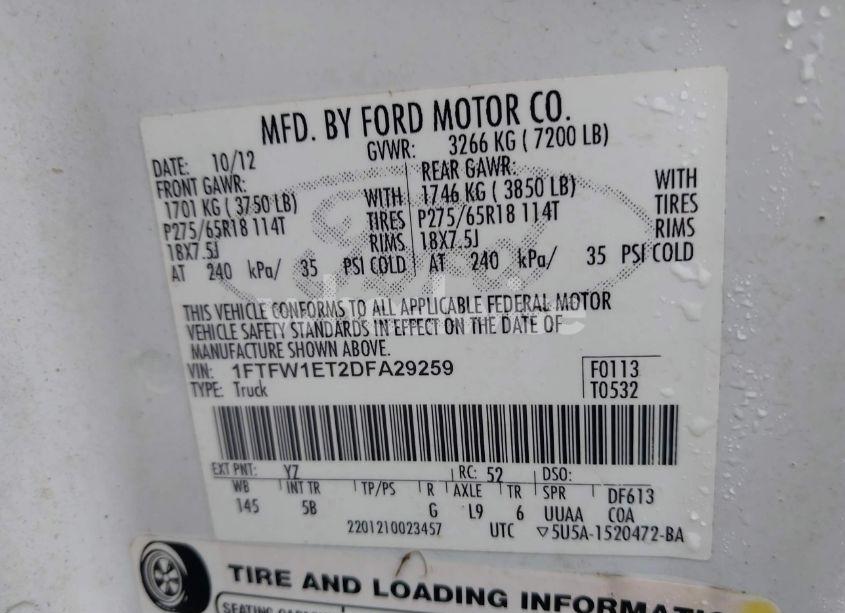 MFD. BY FORD MOTOR CO.
DATE: 10/12 GVWR: 3266 KG ( 7200 LB)
FRONT GAWR: REAR GAWR:
1701 KG ( 3750 LB) WITH 1746 KG ( 3850 LB) WITH
P275/65R18 114T TIRES P275/65R18 114T TIRES
18X7.5J RIMS 18X7.5J RIMS
AT 240 kPa/ 35 PSI COLD AT 240 kPa/ 35 PSI COLD
THIS VEHICLE CONFORMS TO ALL APPLICABLE FEDERAL MOTOR
VEHICLE SAFETY STANDARDS IN EFFECT ON THE DATE OF
MANUFACTURE SHOWN ABOVE.
VIN: 1FTFW1ET2DFA29259 F0113
TYPE: Truck T0532
EXT PNT: YZ RC: 52 DSO:
WB INT TR TP/PS R AXLE TR SPR DF613
145 5B G L9 6 UUAA COA
2201210023457 UTC ▽5U5A-1520472-BA
TIRE AND LOADING INFORMATION